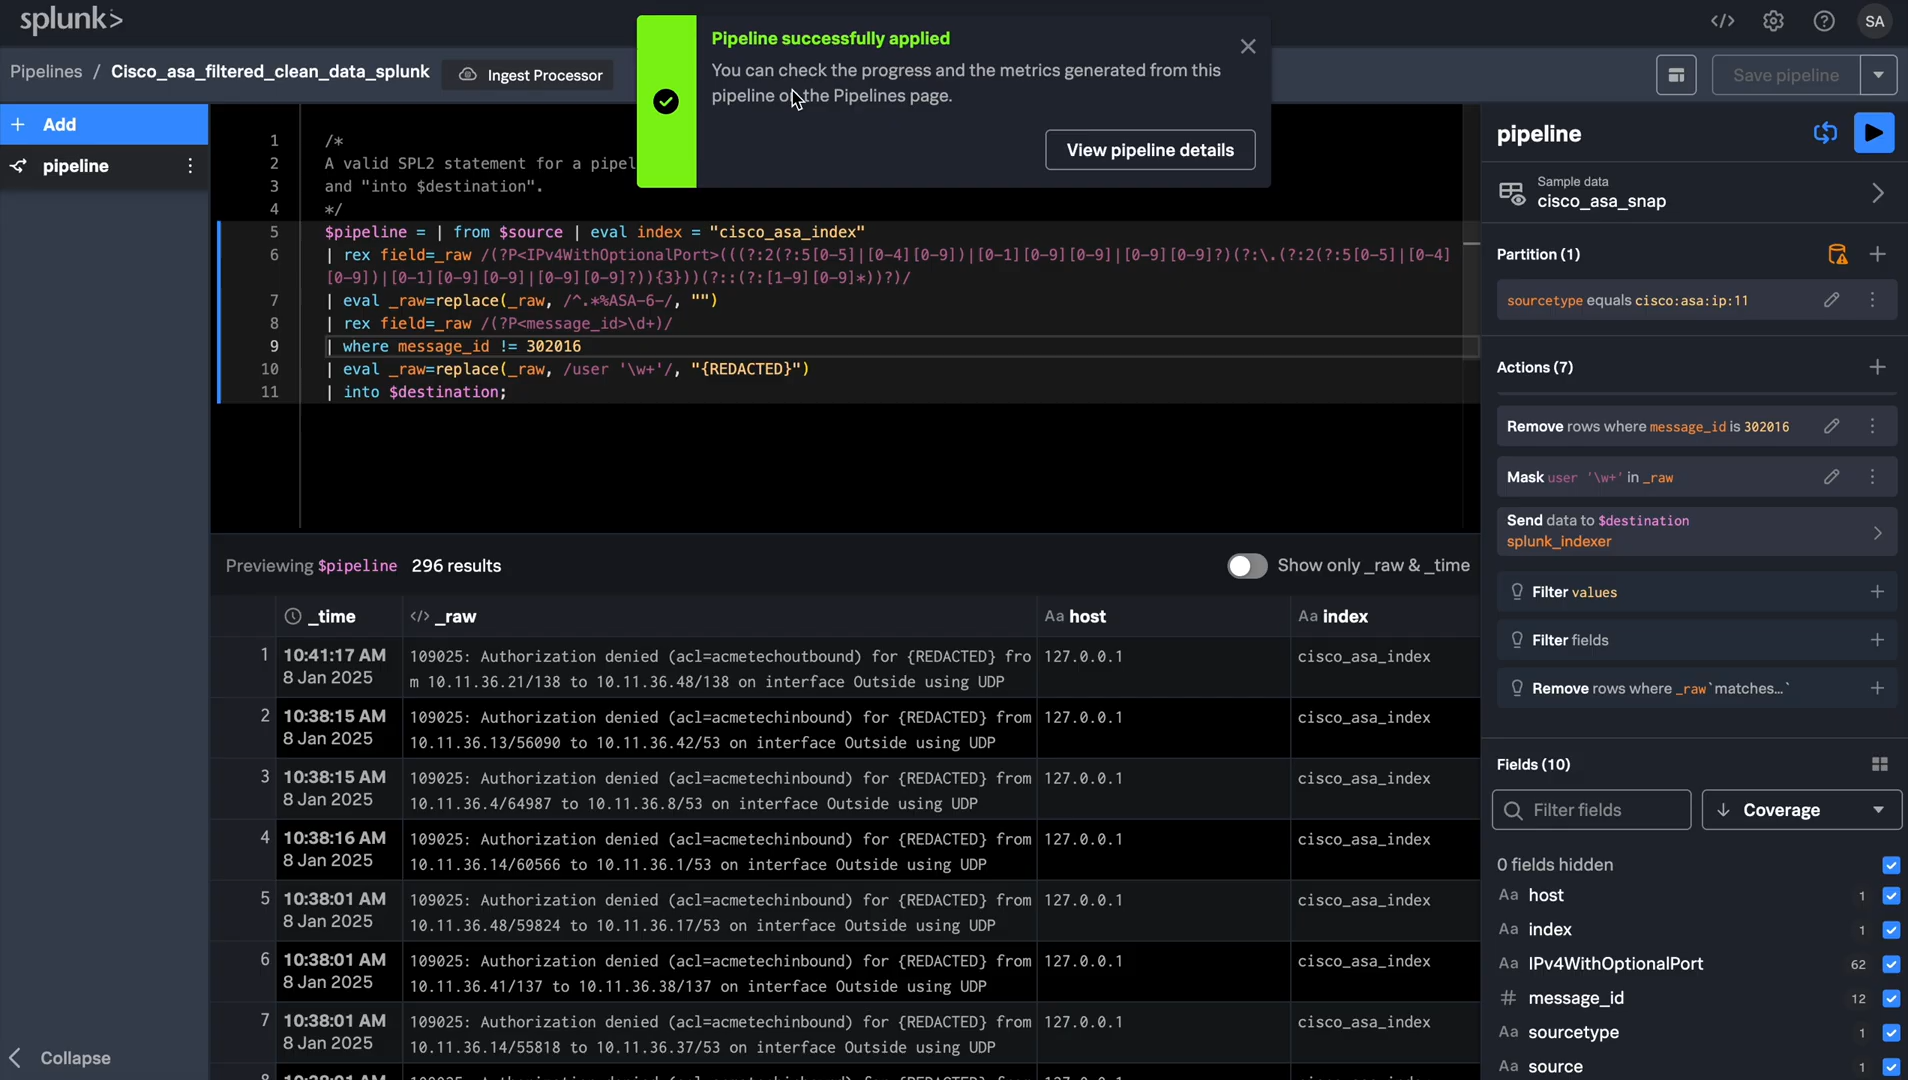 splunk>
SA
Pipelines / Cisco_asa_filtered_clean_data_splunk
Ingest Processor
Pipeline successfully applied
You can check the progress and the metrics generated from this
pipeline on the Pipelines page.
View pipeline details
Save pipeline
+ Add
pipeline
Collapse
1 /*
2 A valid SPL2 statement for a pipel
3 and "into $destination".
4 */
5 $pipeline = | from $source | eval index = "cisco_asa_index"
6 | rex field=_raw /(?P<IPv4WithOptionalPort>(((?:2(?:5[0-5]|[0-4][0-9])|[0-1][0-9][0-9]|[0-9][0-9]?)(?:\.(?:2(?:5[0-5]|[0-4]
[0-9])|[0-1][0-9][0-9]|[0-9][0-9]?)){3}))(?::(?:[1-9][0-9]*))?)/
7 | eval _raw=replace(_raw, /^.*%ASA-6-/, "")
8 | rex field=_raw /(?P<message_id>\d+)/
9 | where message_id != 302016
10 | eval _raw=replace(_raw, /user '\w+'/, "{REDACTED}")
11 | into $destination;
Previewing $pipeline 296 results
Show only _raw & _time
_time </> _raw Aa host Aa index
1 10:41:17 AM 109025: Authorization denied (acl=acmetechoutbound) for {REDACTED} fro 127.0.0.1 cisco_asa_index
8 Jan 2025 m 10.11.36.21/138 to 10.11.36.48/138 on interface Outside using UDP
2 10:38:15 AM 109025: Authorization denied (acl=acmetechinbound) for {REDACTED} from 127.0.0.1 cisco_asa_index
8 Jan 2025 10.11.36.13/56090 to 10.11.36.42/53 on interface Outside using UDP
3 10:38:15 AM 109025: Authorization denied (acl=acmetechinbound) for {REDACTED} from 127.0.0.1 cisco_asa_index
8 Jan 2025 10.11.36.4/64987 to 10.11.36.8/53 on interface Outside using UDP
4 10:38:16 AM 109025: Authorization denied (acl=acmetechinbound) for {REDACTED} from 127.0.0.1 cisco_asa_index
8 Jan 2025 10.11.36.14/60566 to 10.11.36.1/53 on interface Outside using UDP
5 10:38:01 AM 109025: Authorization denied (acl=acmetechinbound) for {REDACTED} from 127.0.0.1 cisco_asa_index
8 Jan 2025 10.11.36.48/59824 to 10.11.36.17/53 on interface Outside using UDP
6 10:38:01 AM 109025: Authorization denied (acl=acmetechinbound) for {REDACTED} from 127.0.0.1 cisco_asa_index
8 Jan 2025 10.11.36.41/137 to 10.11.36.38/137 on interface Outside using UDP
7 10:38:01 AM 109025: Authorization denied (acl=acmetechinbound) for {REDACTED} from 127.0.0.1 cisco_asa_index
8 Jan 2025 10.11.36.14/55818 to 10.11.36.37/53 on interface Outside using UDP
pipeline
Sample data
cisco_asa_snap
Partition (1)
sourcetype equals cisco:asa:ip:11
Actions (7)
Remove rows where message_id is 302016
Mask user '\w+' in _raw
Send data to $destination
splunk_indexer
Filter values
Filter fields
Remove rows where _raw`matches…`
Fields (10)
Filter fields
Coverage
0 fields hidden
Aa host 1
Aa index 1
Aa IPv4WithOptionalPort 62
# message_id 12
Aa sourcetype 1
Aa source 1